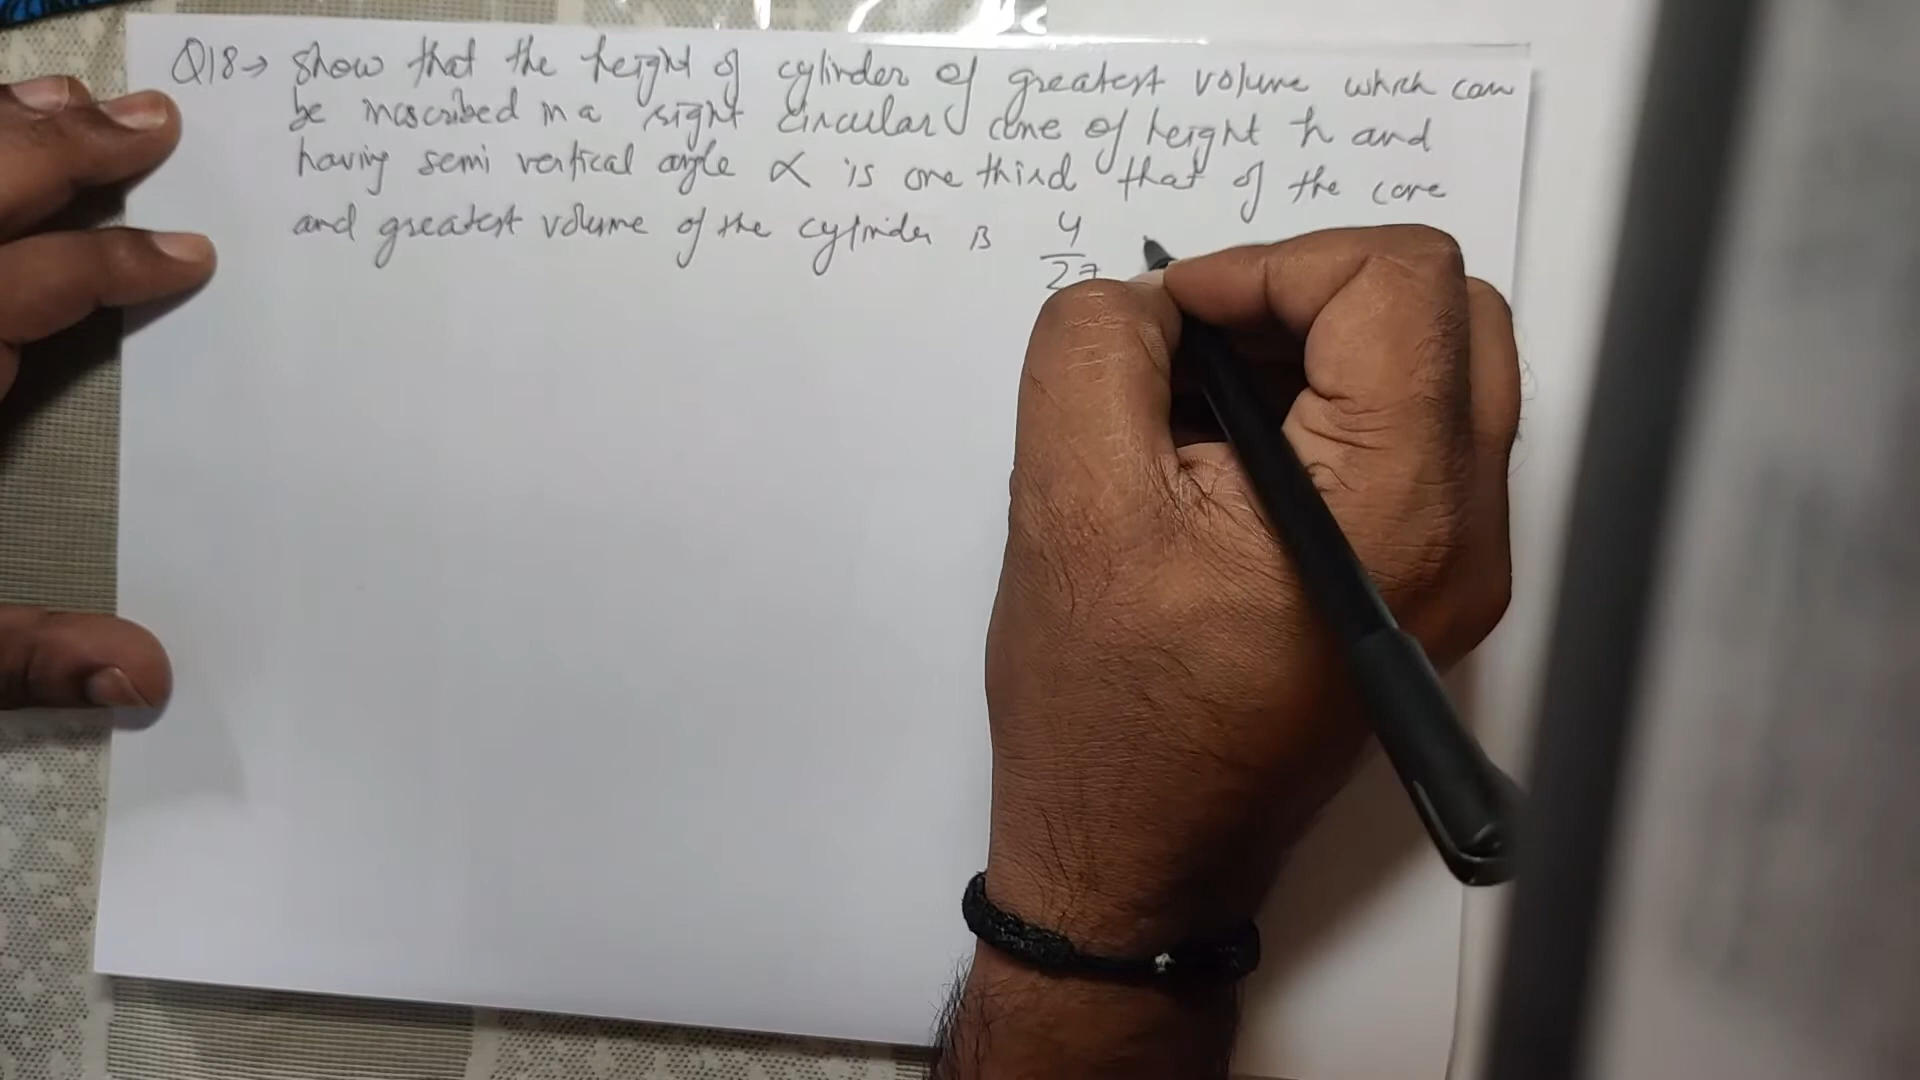 Q18→ Show that the height of cylinder of greatest volume which can
be inscribed in a right circular cone of height h and
having semi vertical angle α is one third that of the cone
and greatest volume of the cylinder is 4/27